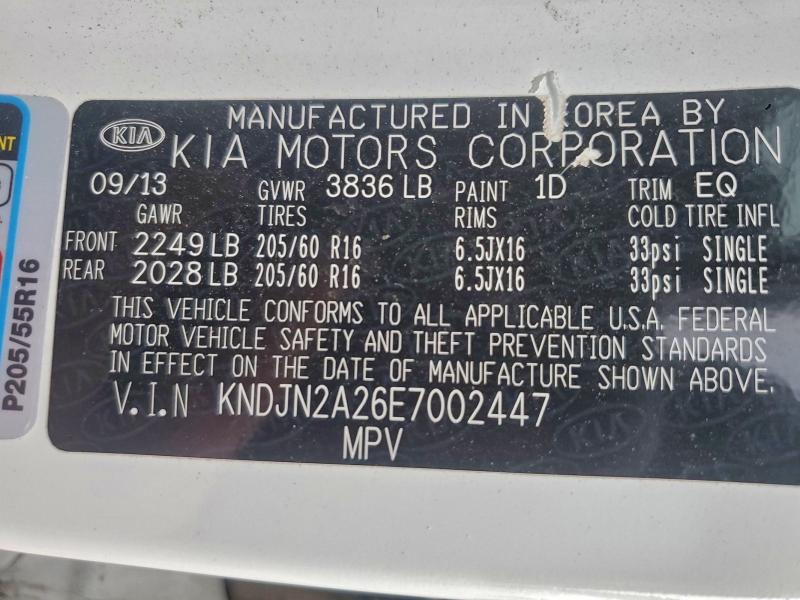 MANUFACTURED IN KOREA BY
KIA
KIA MOTORS CORPORATION
09/13 GVWR 3836 LB PAINT 1D TRIM EQ
GAWR TIRES RIMS COLD TIRE INFL
FRONT 2249 LB 205/60 R16 6.5JX16 33psi SINGLE
REAR 2028 LB 205/60 R16 6.5JX16 33psi SINGLE
THIS VEHICLE CONFORMS TO ALL APPLICABLE U.S.A. FEDERAL
MOTOR VEHICLE SAFETY AND THEFT PREVENTION STANDARDS
IN EFFECT ON THE DATE OF MANUFACTURE SHOWN ABOVE.
V.I.N KNDJN2A26E7002447
MPV
P205/55R16